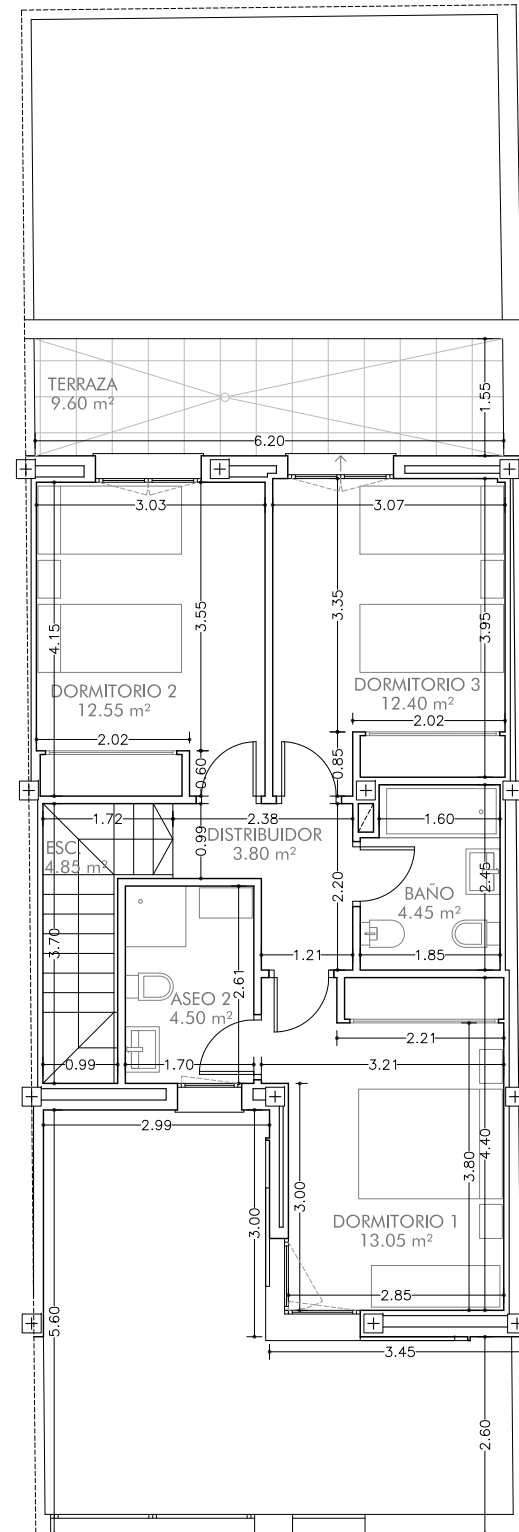 TERRAZA
9.60 m²
1.55
6.20
3.03
3.07
4.15
3.55
3.35
3.95
DORMITORIO 2
12.55 m²
DORMITORIO 3
12.40 m²
2.02
2.02
0.60
0.85
1.72
2.38
1.60
ESC.
4.85 m²
0.99
DISTRIBUIDOR
3.80 m²
2.20
2.45
BAÑO
4.45 m²
3.70
1.21
1.85
2.61
ASEO 2
4.50 m²
2.21
0.99
1.70
3.21
2.99
3.00
3.00
3.80
4.40
DORMITORIO 1
13.05 m²
2.85
5.60
3.45
2.60